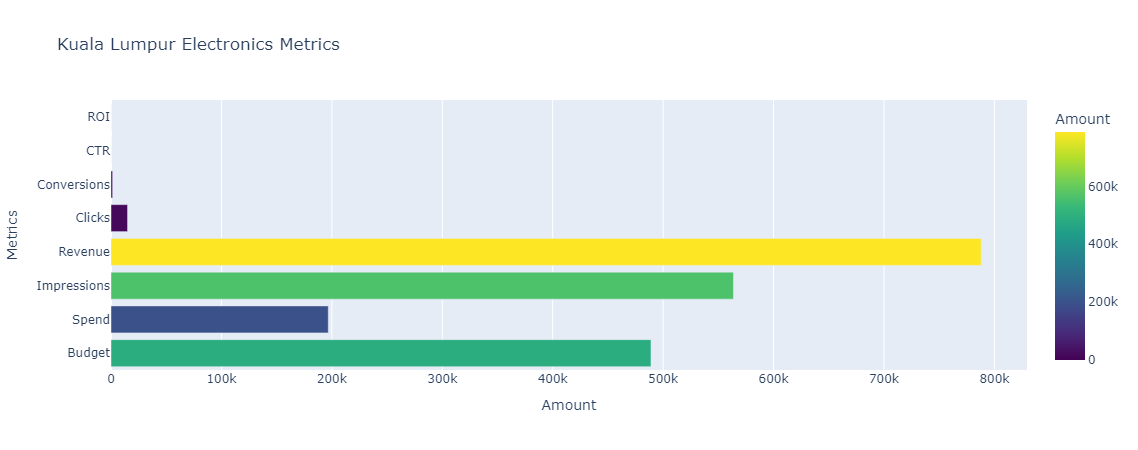 Kuala Lumpur Electronics Metrics
Metrics
ROI
CTR
Conversions
Clicks
Revenue
Impressions
Spend
Budget
0 100k 200k 300k 400k 500k 600k 700k 800k
Amount
Amount
600k
400k
200k
0